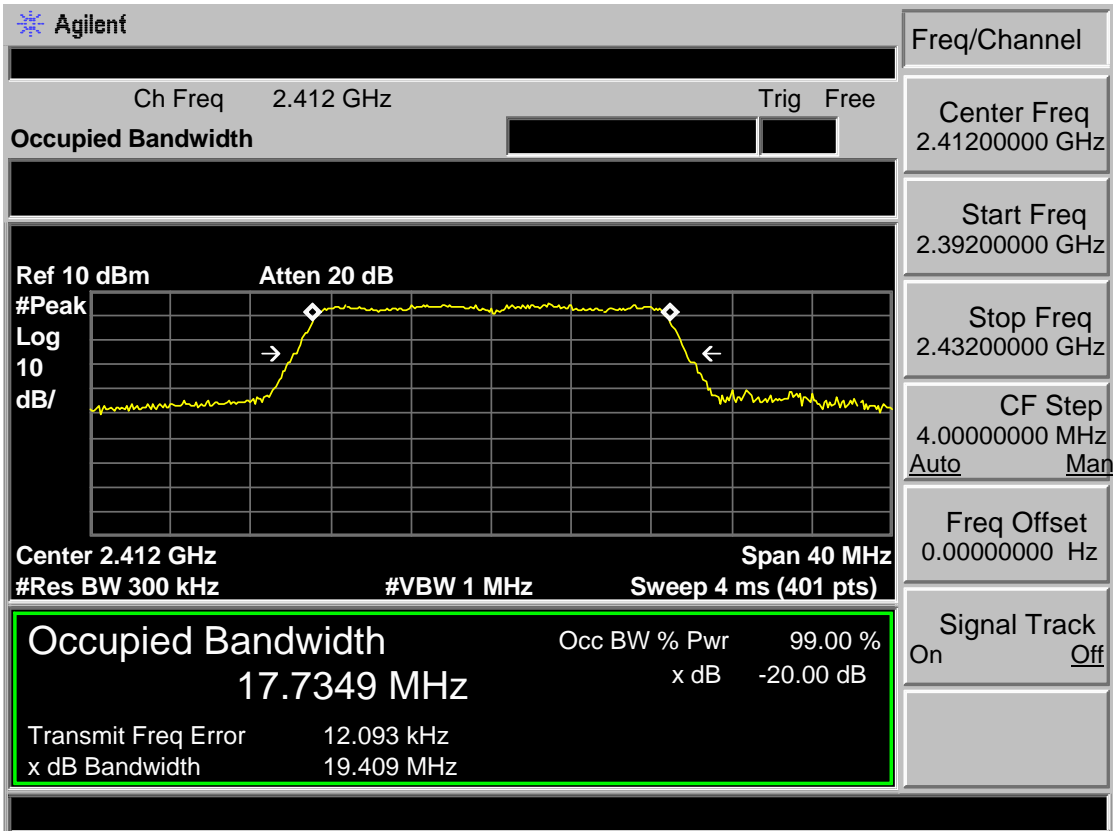 Agilent
Freq/Channel
Ch Freq 2.412 GHz Trig Free
Occupied Bandwidth
Center Freq
2.41200000 GHz
Start Freq
2.39200000 GHz
Stop Freq
2.43200000 GHz
CF Step
4.00000000 MHz
Auto Man
Freq Offset
0.00000000 Hz
Signal Track
On Off
Ref 10 dBm Atten 20 dB
#Peak
Log
10
dB/
Center 2.412 GHz Span 40 MHz
#Res BW 300 kHz #VBW 1 MHz Sweep 4 ms (401 pts)
Occupied Bandwidth Occ BW % Pwr 99.00 %
17.7349 MHz x dB -20.00 dB
Transmit Freq Error 12.093 kHz
x dB Bandwidth 19.409 MHz